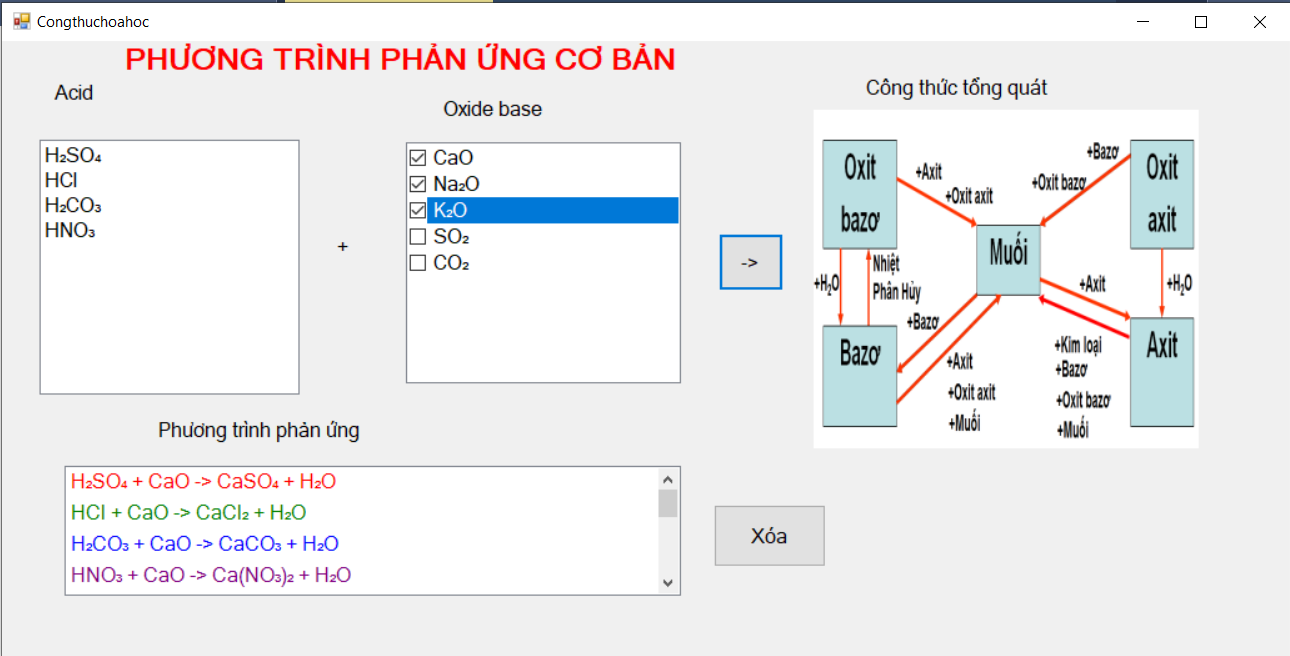 Congthuchoahoc
PHƯƠNG TRÌNH PHẢN ỨNG CƠ BẢN
Acid
Oxide base
Công thức tổng quát
H₂SO₄
HCl
H₂CO₃
HNO₃
+
CaO
Na₂O
K₂O
SO₂
CO₂
->
Oxit
bazơ
+Axit
+Oxit axit
+Bazơ
+Oxit bazơ
Oxit
axit
Muối
+H₂O
Nhiệt
Phân Hủy
+Axit
+H₂O
+Bazơ
Bazơ
+Axit
+Oxit axit
+Muối
+Kim loại
+Bazơ
+Oxit bazơ
+Muối
Axit
Phương trình phản ứng
H₂SO₄ + CaO -> CaSO₄ + H₂O
HCl + CaO -> CaCl₂ + H₂O
H₂CO₃ + CaO -> CaCO₃ + H₂O
HNO₃ + CaO -> Ca(NO₃)₂ + H₂O
Xóa